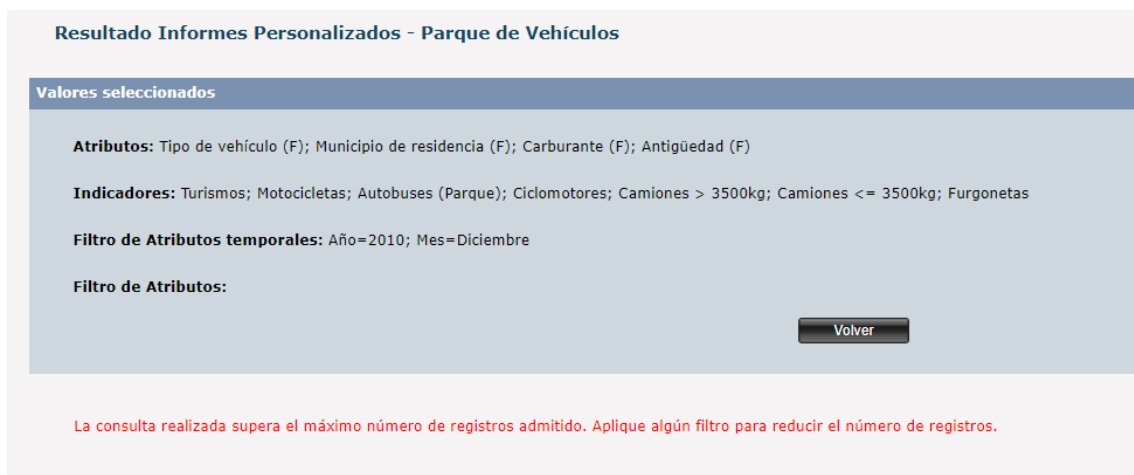 Resultado Informes Personalizados - Parque de Vehículos
Valores seleccionados
Atributos: Tipo de vehículo (F); Municipio de residencia (F); Carburante (F); Antigüedad (F)
Indicadores: Turismos; Motocicletas; Autobuses (Parque); Ciclomotores; Camiones > 3500kg; Camiones <= 3500kg; Furgonetas
Filtro de Atributos temporales: Año=2010; Mes=Diciembre
Filtro de Atributos:
Volver
La consulta realizada supera el máximo número de registros admitido. Aplique algún filtro para reducir el número de registros.